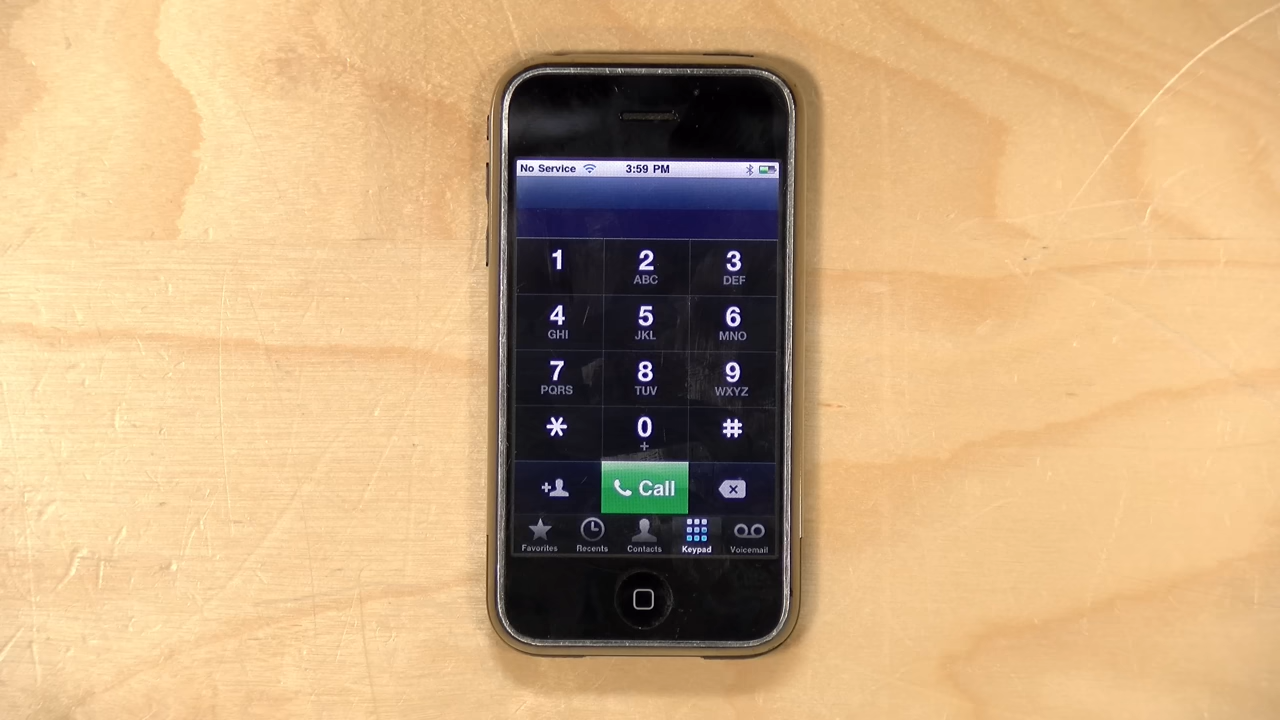 No Service 3:59 PM
1 2 3
ABC DEF
4 5 6
GHI JKL MNO
7 8 9
PQRS TUV WXYZ
* 0 #
+
+ Call
Favorites Recents Contacts Keypad Voicemail